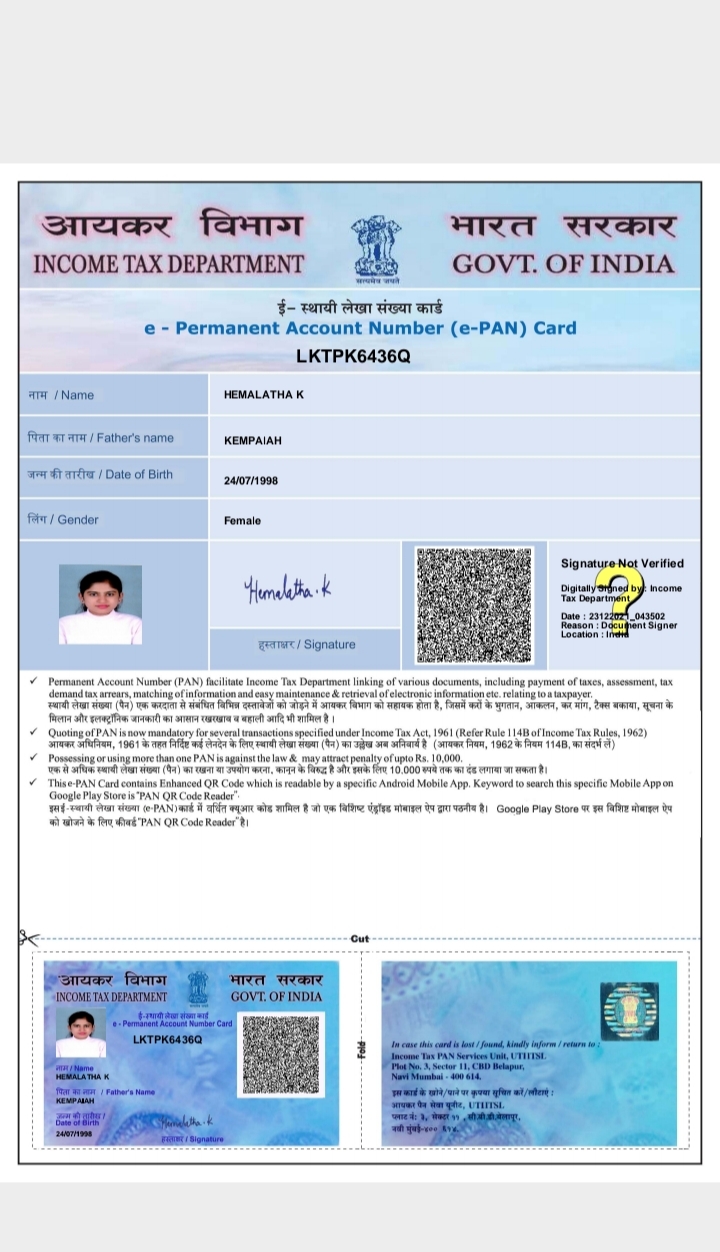 आयकर विभाग
INCOME TAX DEPARTMENT
सत्यमेव जयते
भारत सरकार
GOVT. OF INDIA
ई- स्थायी लेखा संख्या कार्ड
e - Permanent Account Number (e-PAN) Card
LKTPK6436Q
नाम / Name
HEMALATHA K
पिता का नाम / Father's name
KEMPAIAH
जन्म की तारीख / Date of Birth
24/07/1998
लिंग / Gender
Female
Hemalatha.K
हस्ताक्षर / Signature
Signature Not Verified
Digitally Signed by: Income
Tax Department
Date : 23122021_043502
Reason : Document Signer
Location : India
✓ Permanent Account Number (PAN) facilitate Income Tax Department linking of various documents, including payment of taxes, assessment, tax
demand tax arrears, matching of information and easy maintenance & retrieval of electronic information etc. relating to a taxpayer.
स्थायी लेखा संख्या (पैन) एक करदाता से संबंधित विभिन्न दस्तावेजों को जोड़ने में आयकर विभाग को सहायक होता है, जिसमें करों के भुगतान, आकलन, कर मांग, टैक्स बकाया, सूचना के
मिलान और इलक्ट्रॉनिक जानकारी का आसान रखरखाव व बहाली आदि भी शामिल है।
✓ Quoting of PAN is now mandatory for several transactions specified under Income Tax Act, 1961 (Refer Rule 114B of Income Tax Rules, 1962)
आयकर अधिनियम, 1961 के तहत निर्दिष्ट कई लेनदेन के लिए स्थायी लेखा संख्या (पैन) का उल्लेख अब अनिवार्य है (आयकर नियम, 1962 के नियम 114B, का संदर्भ लें)
✓ Possessing or using more than one PAN is against the law & may attract penalty of upto Rs. 10,000.
एक से अधिक स्थायी लेखा संख्या (पैन) का रखना या उपयोग करना, कानून के विरुद्ध है और इसके लिए 10,000 रुपये तक का दंड लगाया जा सकता है।
✓ This e-PAN Card contains Enhanced QR Code which is readable by a specific Android Mobile App. Keyword to search this specific Mobile App on
Google Play Store is "PAN QR Code Reader".
इसई-स्थायी लेखा संख्या (e-PAN)कार्ड में वर्धित क्यूआर कोड शामिल है जो एक विशिष्ट एंड्रॉइड मोबाइल ऐप द्वारा पठनीय है। Google Play Store पर इस विशिष्ट मोबाइल ऐप
को खोजने के लिए कीवर्ड "PAN QR Code Reader"है।
Cut
आयकर विभाग
INCOME TAX DEPARTMENT
भारत सरकार
GOVT. OF INDIA
ई-स्थायी लेखा संख्या कार्ड
e - Permanent Account Number Card
LKTPK6436Q
नाम / Name
HEMALATHA K
पिता का नाम / Father's Name
KEMPAIAH
जन्म की तारीख /
Date of Birth
24/07/1998
Hemalatha.K
हस्ताक्षर / Signature
Fold
In case this card is lost / found, kindly inform / return to :
Income Tax PAN Services Unit, UTIITSL
Plot No. 3, Sector 11, CBD Belapur,
Navi Mumbai - 400 614.
इस कार्ड के खोने/पाने पर कृपया सूचित करें/लौटाएं :
आयकर पैन सेवा यूनीट, UTIITSL
प्लाट नं: ३, सेक्टर ११ , सी.बी.डी.बेलापूर,
नवी मुंबई-४०० ६१४.